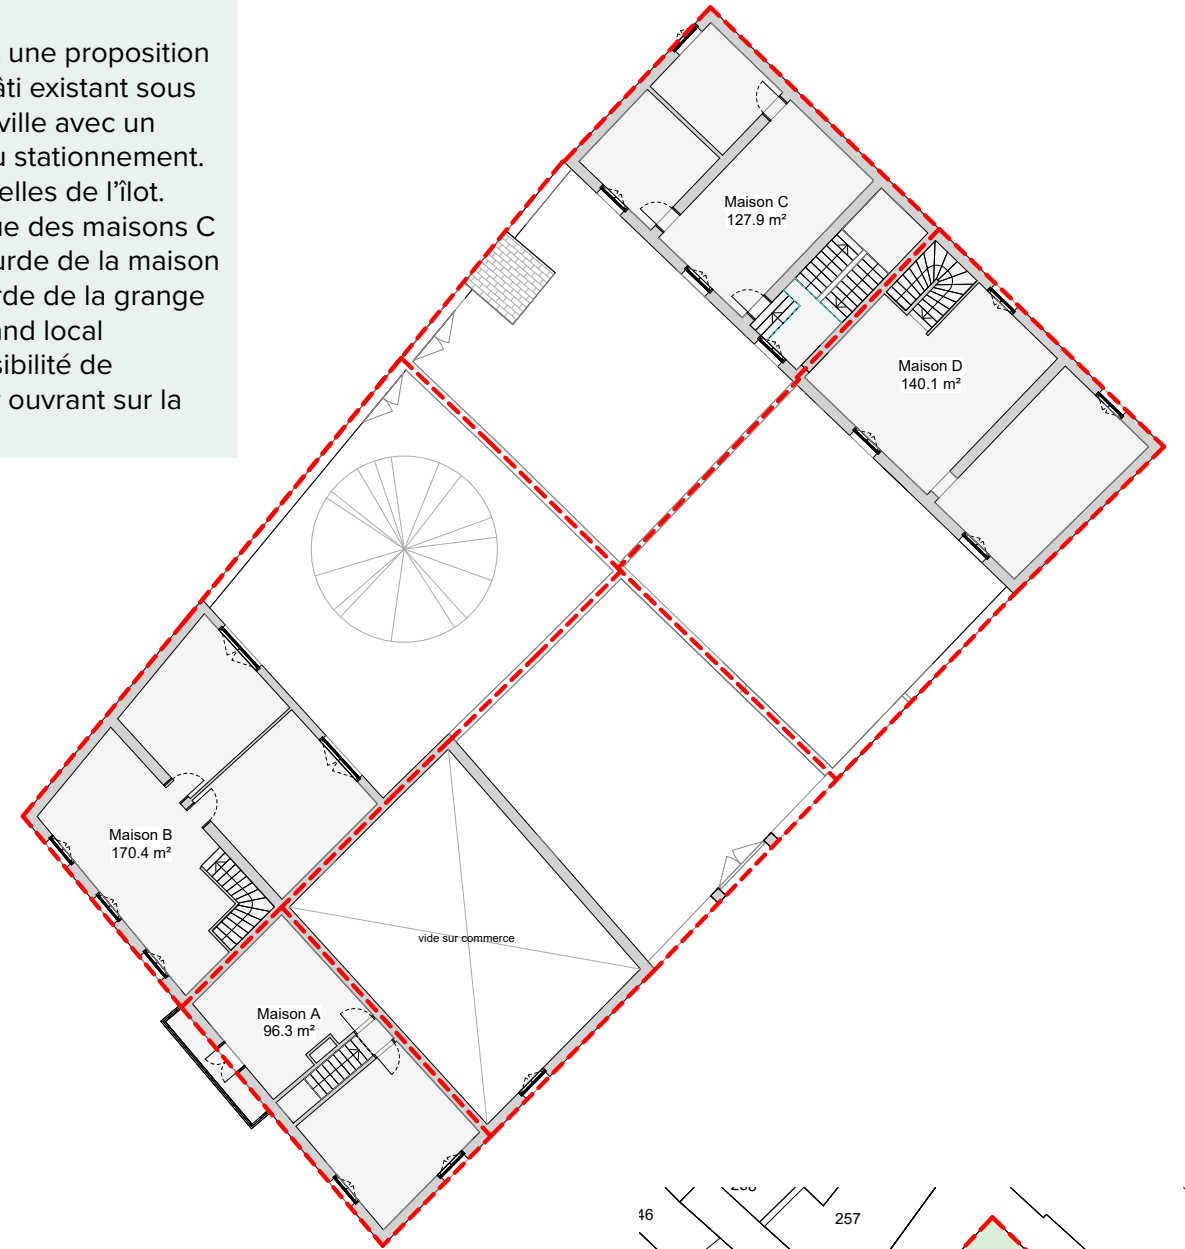 une proposition
âti existant sous
ville avec un
u stationnement.
elles de l'îlot.
ue des maisons C
urde de la maison
rde de la grange
and local
sibilité de
r ouvrant sur la
Maison C
127.9 m²
Maison D
140.1 m²
Maison B
170.4 m²
vide sur commerce
Maison A
96.3 m²
46
257